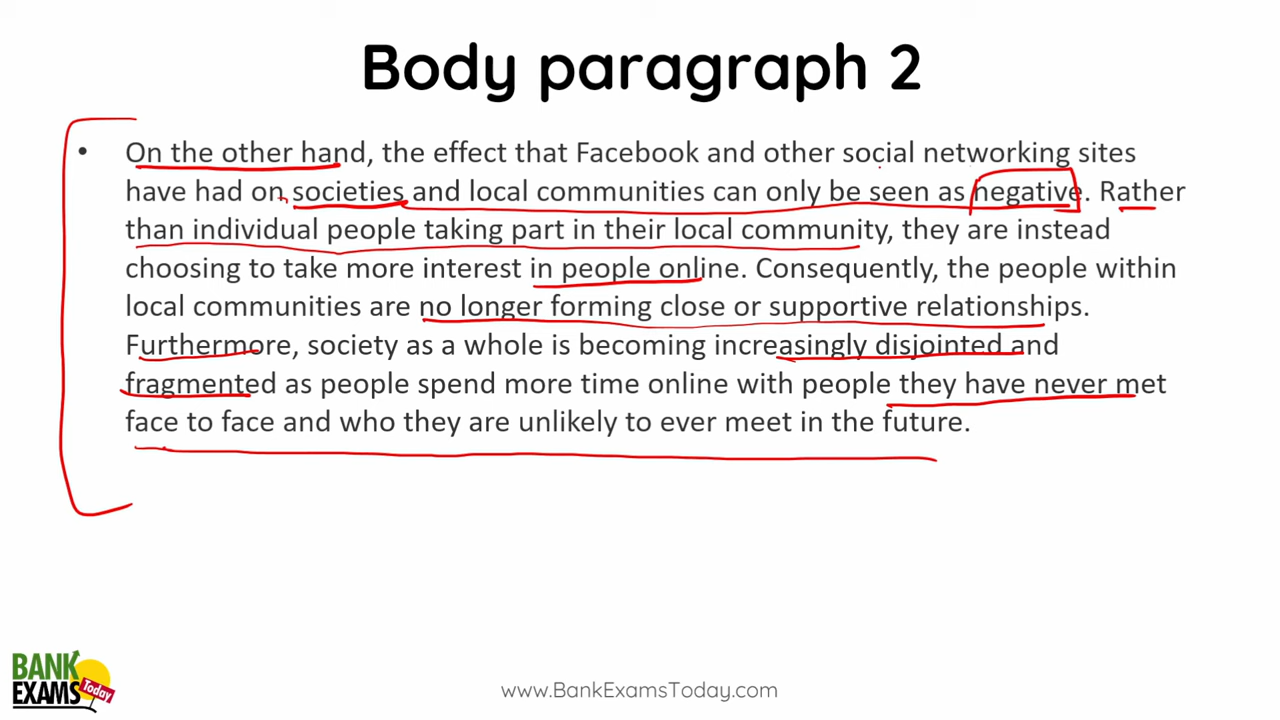 Body paragraph 2
• On the other hand, the effect that Facebook and other social networking sites
have had on societies and local communities can only be seen as negative. Rather
than individual people taking part in their local community, they are instead
choosing to take more interest in people online. Consequently, the people within
local communities are no longer forming close or supportive relationships.
Furthermore, society as a whole is becoming increasingly disjointed and
fragmented as people spend more time online with people they have never met
face to face and who they are unlikely to ever meet in the future.
BANK
EXAMS Today
www.BankExamsToday.com